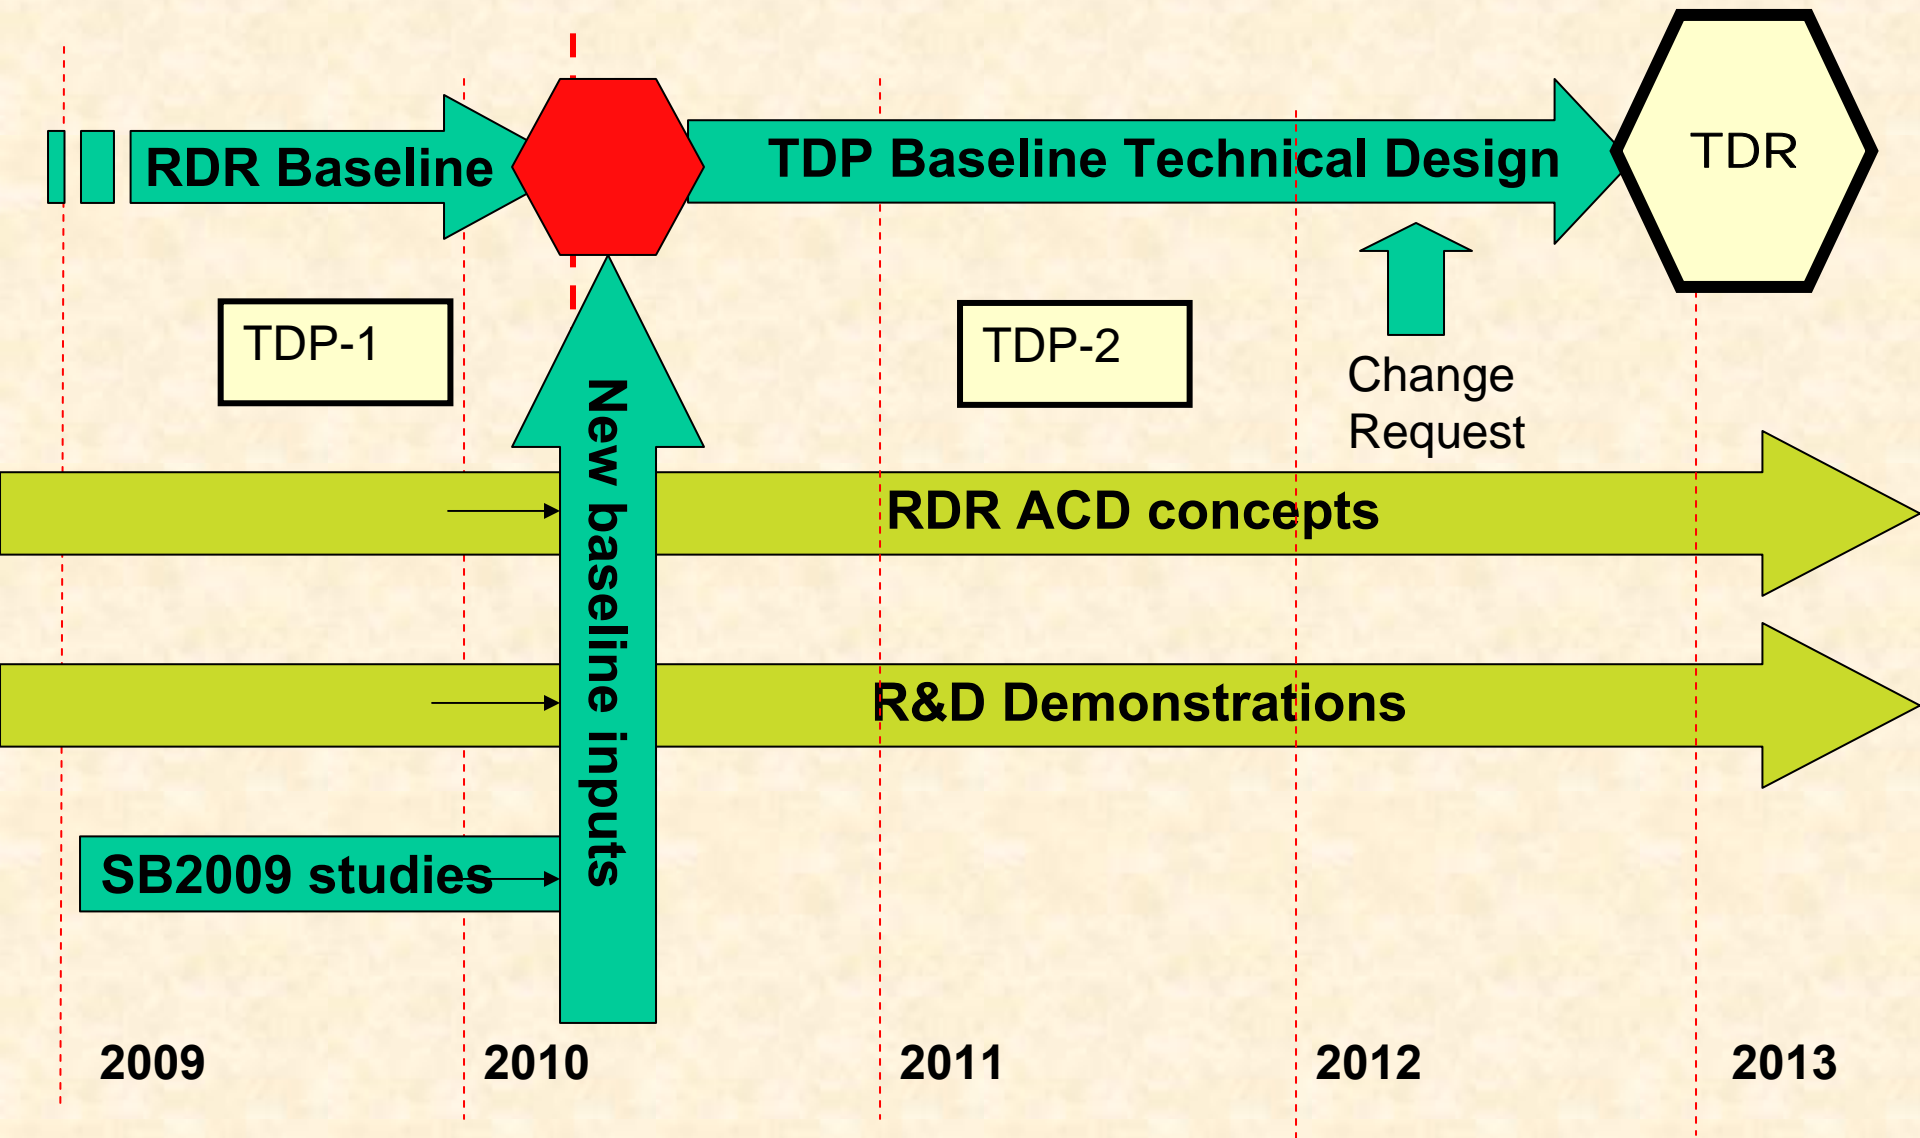 RDR Baseline
TDP Baseline Technical Design
TDR
TDP-1
TDP-2
Change
Request
New baseline inputs
RDR ACD concepts
R&D Demonstrations
SB2009 studies
2009
2010
2011
2012
2013